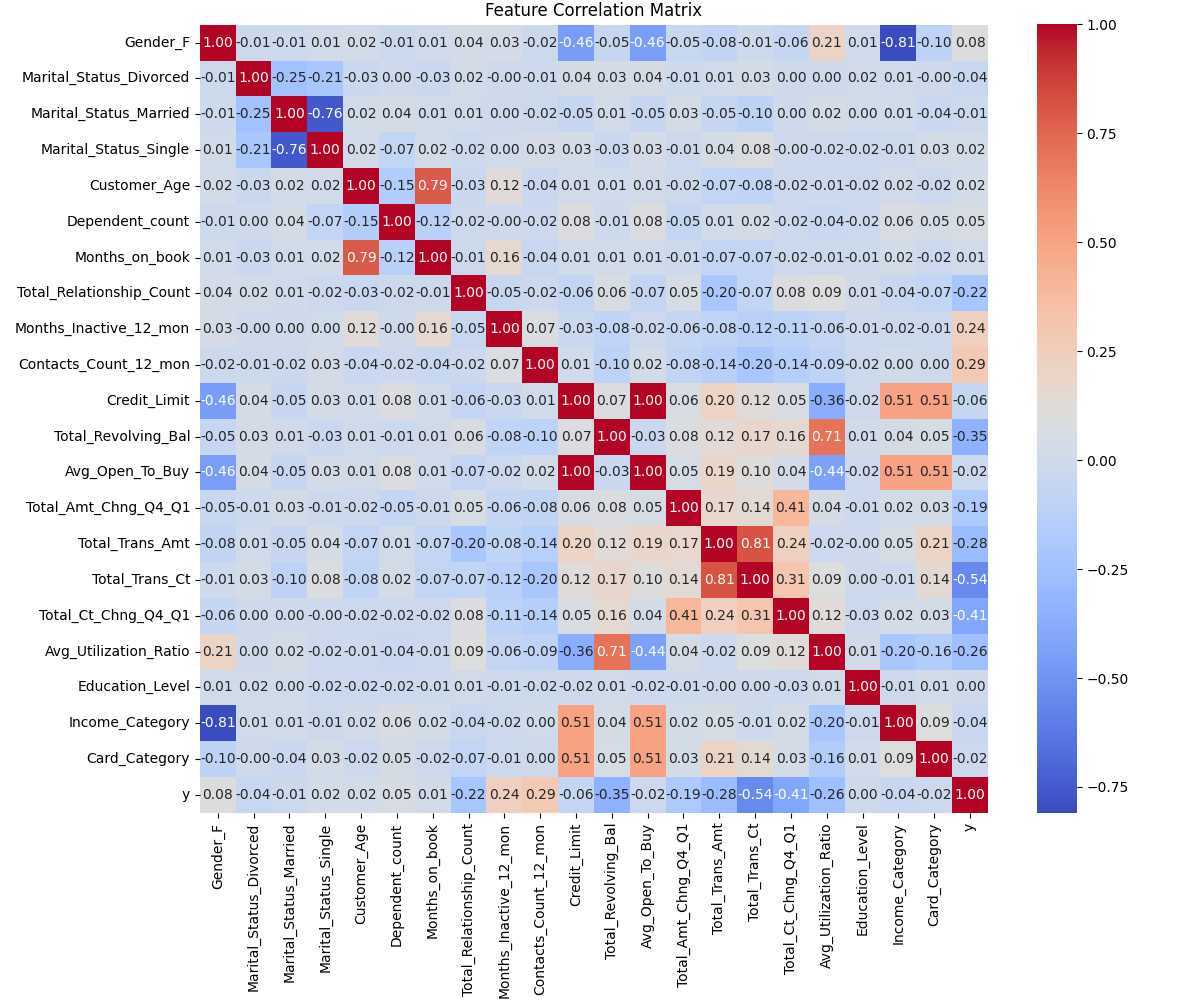 Feature Correlation Matrix
Gender_F 1.00 -0.01 -0.01 0.01 0.02 -0.01 0.01 0.04 0.03 -0.02 -0.46 -0.05 -0.46 -0.05 -0.08 -0.01 -0.06 0.21 0.01 -0.81 -0.10 0.08
Marital_Status_Divorced -0.01 1.00 -0.25 -0.21 -0.03 0.00 -0.03 0.02 -0.00 -0.01 0.04 0.03 0.04 -0.01 0.01 0.03 0.00 0.00 0.02 0.01 -0.00 -0.04
Marital_Status_Married -0.01 -0.25 1.00 -0.76 0.02 0.04 0.01 0.01 0.00 -0.02 -0.05 0.01 -0.05 0.03 -0.05 -0.10 0.00 0.02 0.00 0.01 -0.04 -0.01
Marital_Status_Single 0.01 -0.21 -0.76 1.00 0.02 -0.07 0.02 -0.02 0.00 0.03 0.03 -0.03 0.03 -0.01 0.04 0.08 -0.00 -0.02 -0.02 -0.01 0.03 0.02
Customer_Age 0.02 -0.03 0.02 0.02 1.00 -0.15 0.79 -0.03 0.12 -0.04 0.01 0.01 0.01 -0.02 -0.07 -0.08 -0.02 -0.01 -0.02 0.02 -0.02 0.02
Dependent_count -0.01 0.00 0.04 -0.07 -0.15 1.00 -0.12 -0.02 -0.00 -0.02 0.08 -0.01 0.08 -0.05 0.01 0.02 -0.02 -0.04 -0.02 0.06 0.05 0.05
Months_on_book 0.01 -0.03 0.01 0.02 0.79 -0.12 1.00 -0.01 0.16 -0.04 0.01 0.01 0.01 -0.01 -0.07 -0.07 -0.02 -0.01 -0.01 0.02 -0.02 0.01
Total_Relationship_Count 0.04 0.02 0.01 -0.02 -0.03 -0.02 -0.01 1.00 -0.05 -0.02 -0.06 0.06 -0.07 0.05 -0.20 -0.07 0.08 0.09 0.01 -0.04 -0.07 -0.22
Months_Inactive_12_mon 0.03 -0.00 0.00 0.00 0.12 -0.00 0.16 -0.05 1.00 0.07 -0.03 -0.08 -0.02 -0.06 -0.08 -0.12 -0.11 -0.06 -0.01 -0.02 -0.01 0.24
Contacts_Count_12_mon -0.02 -0.01 -0.02 0.03 -0.04 -0.02 -0.04 -0.02 0.07 1.00 0.01 -0.10 0.02 -0.08 -0.14 -0.20 -0.14 -0.09 -0.02 0.00 0.00 0.29
Credit_Limit -0.46 0.04 -0.05 0.03 0.01 0.08 0.01 -0.06 -0.03 0.01 1.00 0.07 1.00 0.06 0.20 0.12 0.05 -0.36 -0.02 0.51 0.51 -0.06
Total_Revolving_Bal -0.05 0.03 0.01 -0.03 0.01 -0.01 0.01 0.06 -0.08 -0.10 0.07 1.00 -0.03 0.08 0.12 0.17 0.16 0.71 0.01 0.04 0.05 -0.35
Avg_Open_To_Buy -0.46 0.04 -0.05 0.03 0.01 0.08 0.01 -0.07 -0.02 0.02 1.00 -0.03 1.00 0.05 0.19 0.10 0.04 -0.44 -0.02 0.51 0.51 -0.02
Total_Amt_Chng_Q4_Q1 -0.05 -0.01 0.03 -0.01 -0.02 -0.05 -0.01 0.05 -0.06 -0.08 0.06 0.08 0.05 1.00 0.17 0.14 0.41 0.04 -0.01 0.02 0.03 -0.19
Total_Trans_Amt -0.08 0.01 -0.05 0.04 -0.07 0.01 -0.07 -0.20 -0.08 -0.14 0.20 0.12 0.19 0.17 1.00 0.81 0.24 -0.02 -0.00 0.05 0.21 -0.28
Total_Trans_Ct -0.01 0.03 -0.10 0.08 -0.08 0.02 -0.07 -0.07 -0.12 -0.20 0.12 0.17 0.10 0.14 0.81 1.00 0.31 0.09 0.00 -0.01 0.14 -0.54
Total_Ct_Chng_Q4_Q1 -0.06 0.00 0.00 -0.00 -0.02 -0.02 -0.02 0.08 -0.11 -0.14 0.05 0.16 0.04 0.41 0.24 0.31 1.00 0.12 -0.03 0.02 0.03 -0.41
Avg_Utilization_Ratio 0.21 0.00 0.02 -0.02 -0.01 -0.04 -0.01 0.09 -0.06 -0.09 -0.36 0.71 -0.44 0.04 -0.02 0.09 0.12 1.00 0.01 -0.20 -0.16 -0.26
Education_Level 0.01 0.02 0.00 -0.02 -0.02 -0.02 -0.01 0.01 -0.01 -0.02 -0.02 0.01 -0.02 -0.01 -0.00 0.00 -0.03 0.01 1.00 -0.01 0.01 0.00
Income_Category -0.81 0.01 0.01 -0.01 0.02 0.06 0.02 -0.04 -0.02 0.00 0.51 0.04 0.51 0.02 0.05 -0.01 0.02 -0.20 -0.01 1.00 0.09 -0.04
Card_Category -0.10 -0.00 -0.04 0.03 -0.02 0.05 -0.02 -0.07 -0.01 0.00 0.51 0.05 0.51 0.03 0.21 0.14 0.03 -0.16 0.01 0.09 1.00 -0.02
y 0.08 -0.04 -0.01 0.02 0.02 0.05 0.01 -0.22 0.24 0.29 -0.06 -0.35 -0.02 -0.19 -0.28 -0.54 -0.41 -0.26 0.00 -0.04 -0.02 1.00
Gender_F
Marital_Status_Divorced
Marital_Status_Married
Marital_Status_Single
Customer_Age
Dependent_count
Months_on_book
Total_Relationship_Count
Months_Inactive_12_mon
Contacts_Count_12_mon
Credit_Limit
Total_Revolving_Bal
Avg_Open_To_Buy
Total_Amt_Chng_Q4_Q1
Total_Trans_Amt
Total_Trans_Ct
Total_Ct_Chng_Q4_Q1
Avg_Utilization_Ratio
Education_Level
Income_Category
Card_Category
y
1.00
0.75
0.50
0.25
0.00
−0.25
−0.50
−0.75